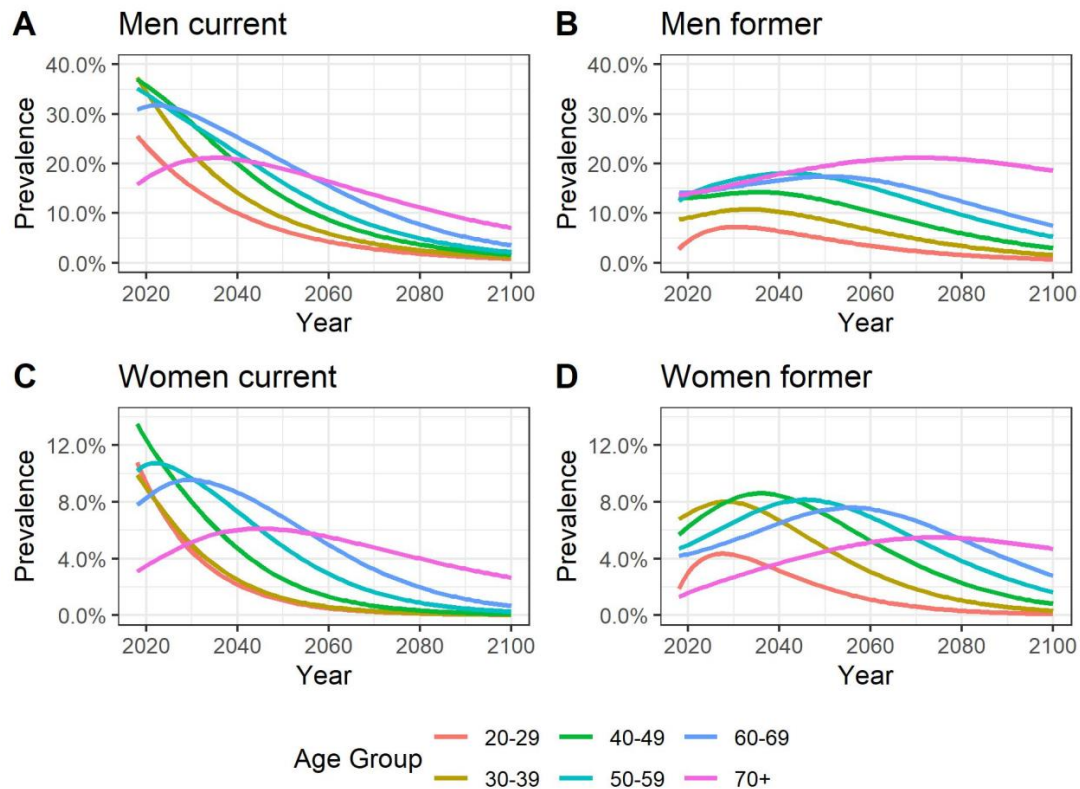 A Men current
40.0%
30.0%
20.0%
10.0%
0.0%
Prevalence
2020 2040 2060 2080 2100
Year
B Men former
40.0%
30.0%
20.0%
10.0%
0.0%
Prevalence
2020 2040 2060 2080 2100
Year
C Women current
12.0%
8.0%
4.0%
0.0%
Prevalence
2020 2040 2060 2080 2100
Year
D Women former
12.0%
8.0%
4.0%
0.0%
Prevalence
2020 2040 2060 2080 2100
Year
Age Group
20-29 40-49 60-69
30-39 50-59 70+